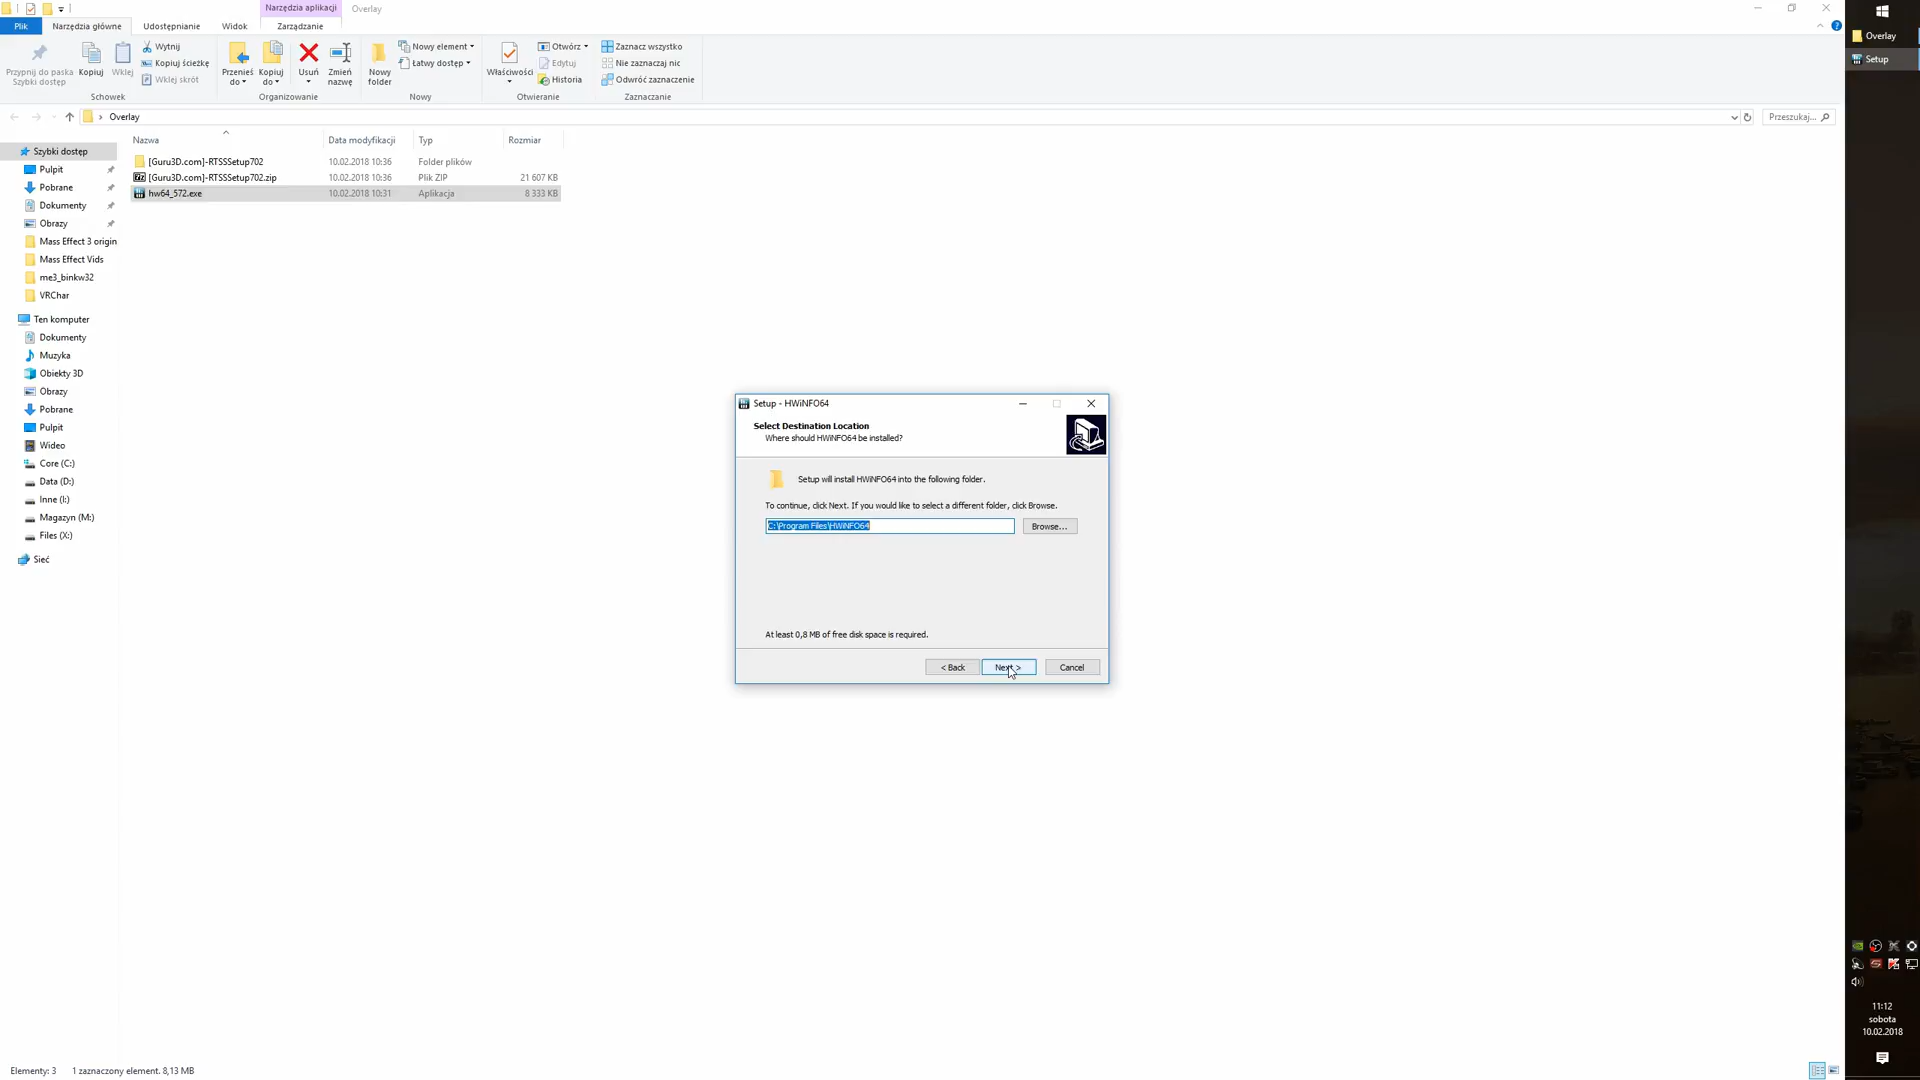 Narzędzia aplikacji
Overlay
Plik
Narzędzia główne
Udostępnianie
Widok
Zarządzanie
Przypnij do paska Szybki dostęp
Kopiuj
Wklej
Wytnij
Kopiuj ścieżkę
Wklej skrót
Schowek
Przenieś do
Kopiuj do
Usuń
Zmień nazwę
Organizowanie
Nowy folder
Nowy element
Łatwy dostęp
Nowy
Właściwości
Otwórz
Edytuj
Historia
Otwieranie
Zaznacz wszystko
Nie zaznaczaj nic
Odwróć zaznaczenie
Zaznaczanie
Overlay
Przeszukaj...
Nazwa
Data modyfikacji
Typ
Rozmiar
[Guru3D.com]-RTSSSetup702 10.02.2018 10:36 Folder plików
[Guru3D.com]-RTSSSetup702.zip 10.02.2018 10:36 Plik ZIP 21 607 KB
hw64_572.exe 10.02.2018 10:31 Aplikacja 8 333 KB
Szybki dostęp
Pulpit
Pobrane
Dokumenty
Obrazy
Mass Effect 3 origin
Mass Effect Vids
me3_binkw32
VRChar
Ten komputer
Dokumenty
Muzyka
Obiekty 3D
Obrazy
Pobrane
Pulpit
Wideo
Core (C:)
Data (D:)
Inne (I:)
Magazyn (M:)
Files (X:)
Sieć
Setup - HWiNFO64
Select Destination Location
Where should HWiNFO64 be installed?
Setup will install HWiNFO64 into the following folder.
To continue, click Next. If you would like to select a different folder, click Browse.
C:\Program Files\HWiNFO64
Browse...
At least 0,8 MB of free disk space is required.
< Back
Next >
Cancel
Elementy: 3
1 zaznaczony element. 8,13 MB
Overlay
Setup
11:12
sobota
10.02.2018